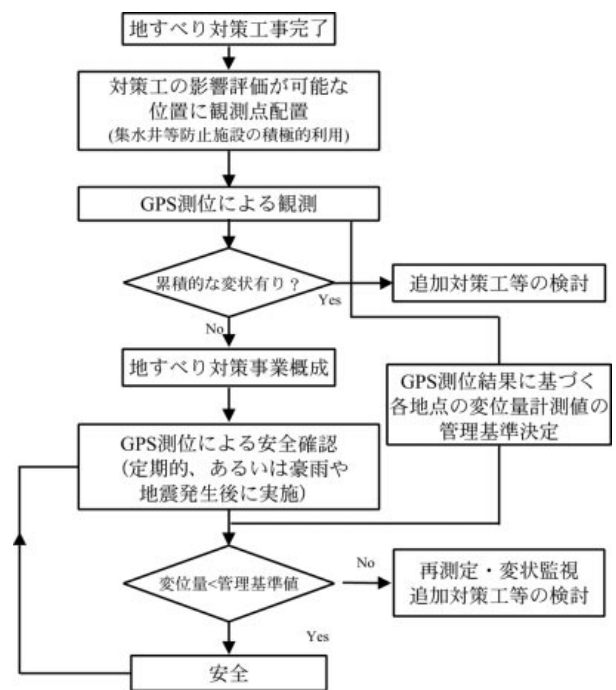 地すべり対策工事完了
対策工の影響評価が可能な
位置に観測点配置
(集水井等防止施設の積極的利用)
GPS測位による観測
累積的な変状有り？
Yes
追加対策工等の検討
No
地すべり対策事業概成
GPS測位結果に基づく
各地点の変位量計測値の
管理基準決定
GPS測位による安全確認
（定期的、あるいは豪雨や
地震発生後に実施）
変位量<管理基準値
No
再測定・変状監視
追加対策工等の検討
Yes
安全